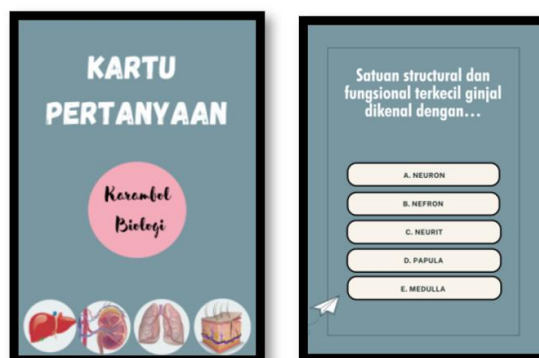 KARTU
PERTANYAAN
Karambol
Biologi
Satuan structural dan
fungsional terkecil ginjal
dikenal dengan...
A. NEURON
B. NEFRON
C. NEURIT
D. PAPULA
E. MEDULLA